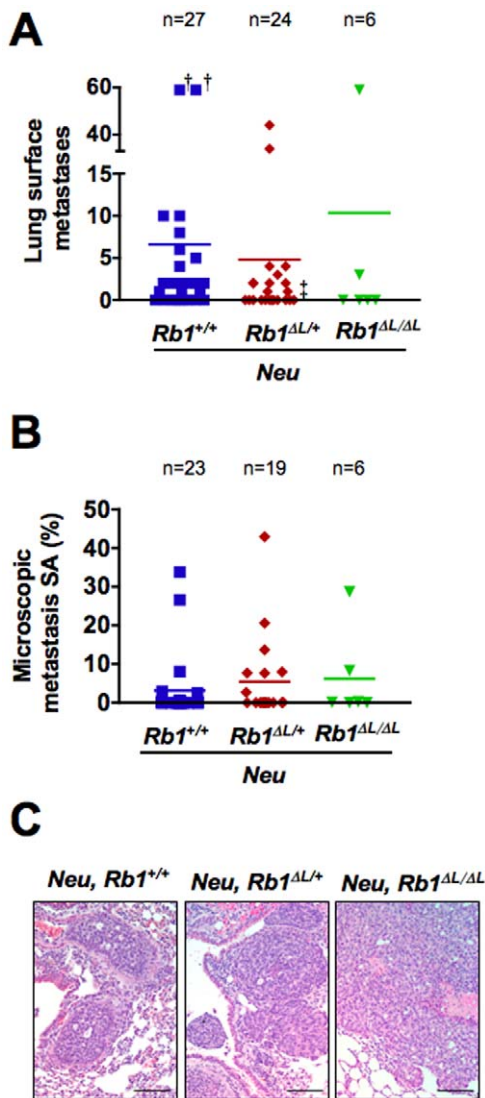 A
n=27 n=24 n=6
Lung surface
metastases
60
40
15
10
5
0
† †
‡
Rb1+/+ Rb1ΔL/+ Rb1ΔL/ΔL
Neu
B
n=23 n=19 n=6
Microscopic
metastasis SA (%)
50
40
30
20
10
0
Rb1+/+ Rb1ΔL/+ Rb1ΔL/ΔL
Neu
C
Neu, Rb1+/+ Neu, Rb1ΔL/+ Neu, Rb1ΔL/ΔL